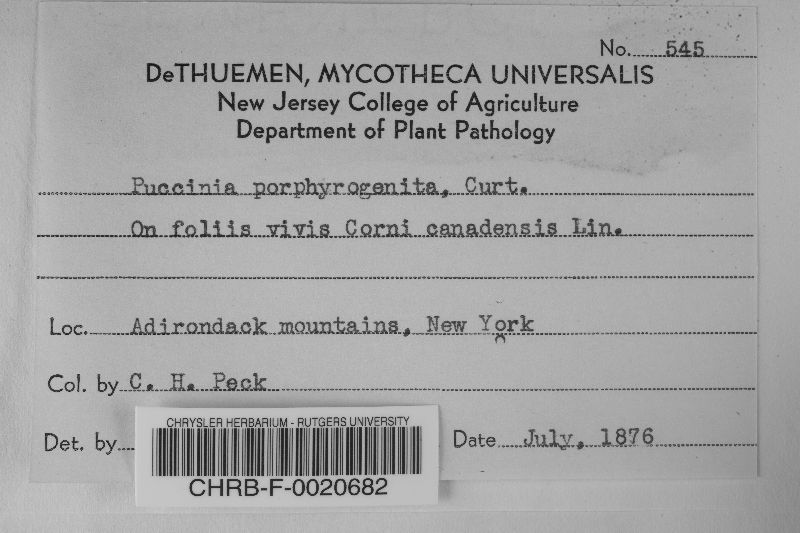 No. 545
DeTHUEMEN, MYCOTHECA UNIVERSALIS
New Jersey College of Agriculture
Department of Plant Pathology
Puccinia porphyrogenita, Curt.
On foliis vivis Corni canadensis Lin.
Loc. Adirondack mountains, New York
Col. by C. H. Peck
Det. by
Date July, 1876
CHRYSLER HERBARIUM - RUTGERS UNIVERSITY
CHRB-F-0020682